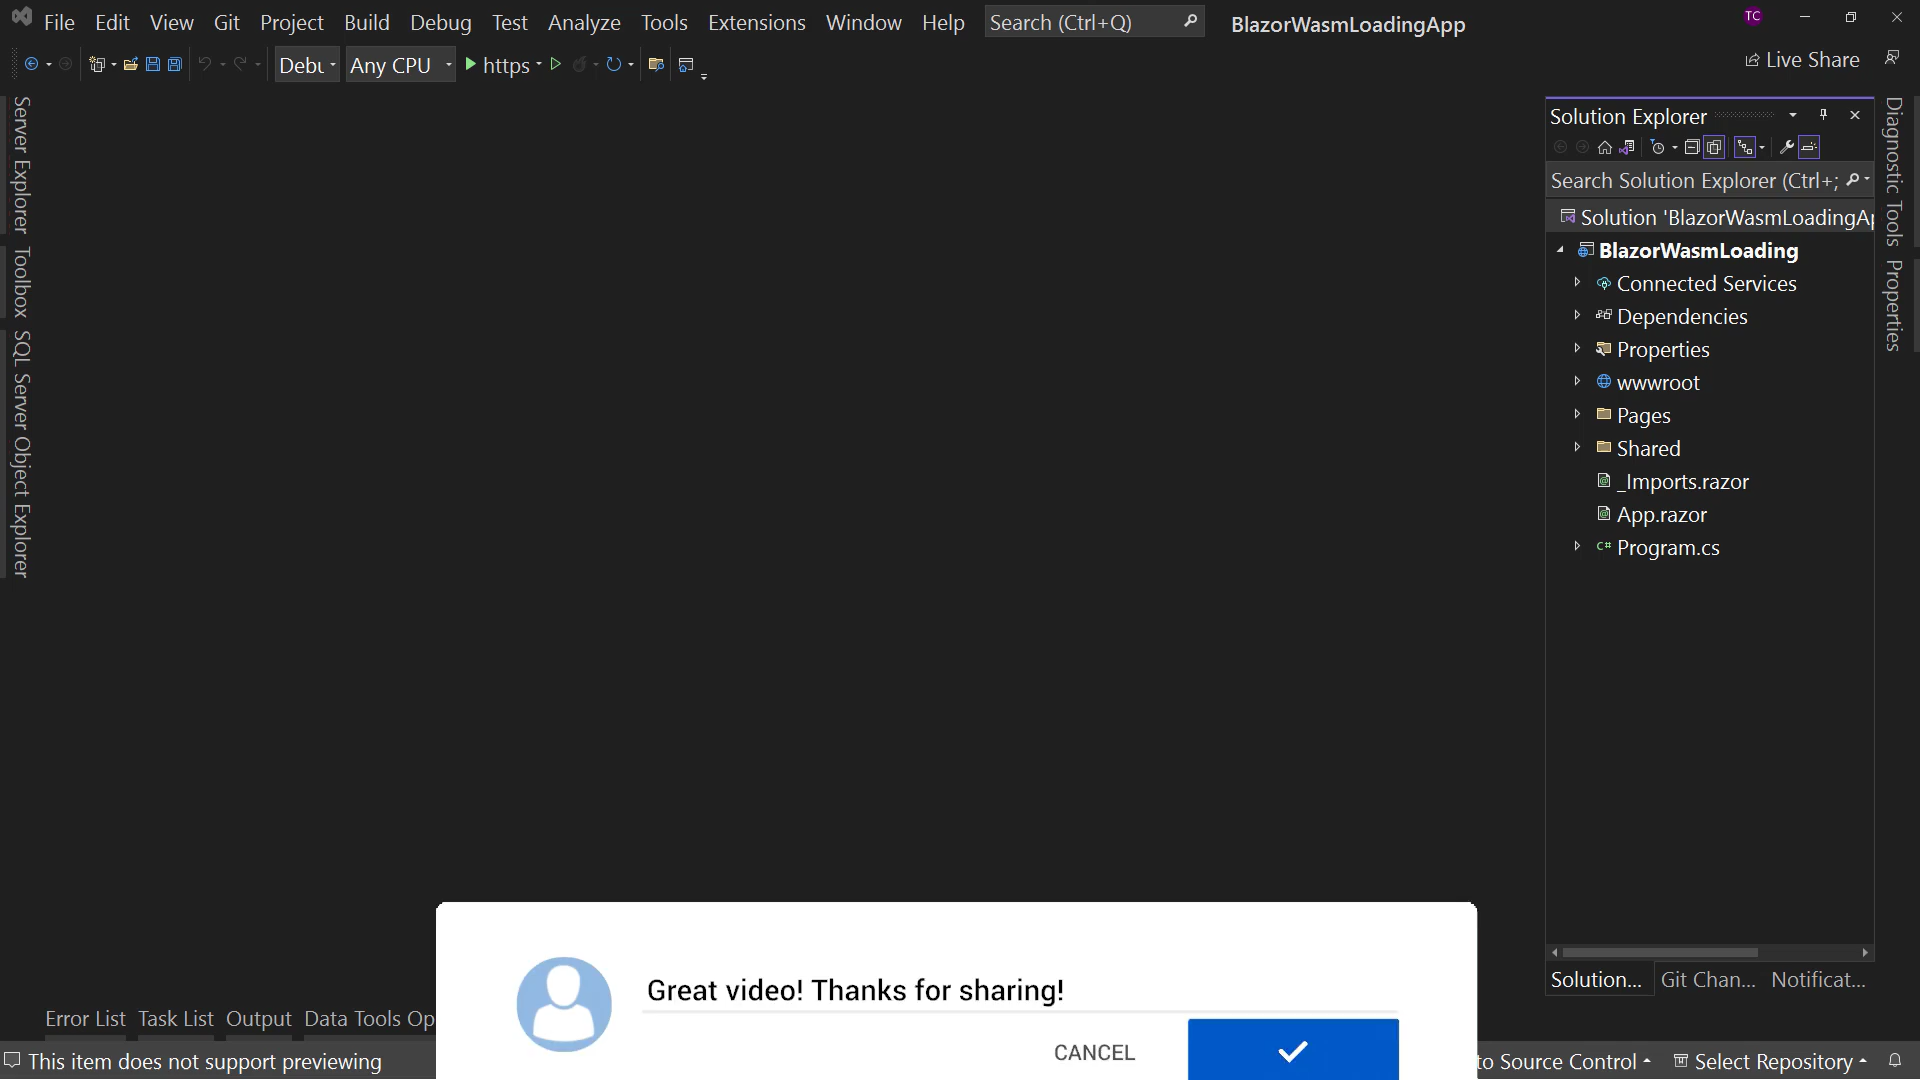 File Edit View Git Project Build Debug Test Analyze Tools Extensions Window Help Search (Ctrl+Q) BlazorWasmLoadingApp TC
Any CPU https Live Share
Server Explorer
Toolbox
SQL Server Object Explorer
Solution Explorer
Search Solution Explorer (Ctrl+;
Solution 'BlazorWasmLoadingAp
BlazorWasmLoading
Connected Services
Dependencies
Properties
wwwroot
Pages
Shared
_Imports.razor
App.razor
C# Program.cs
Diagnostic Tools
Properties
Solution... Git Chan... Notificat...
Great video! Thanks for sharing!
CANCEL
Error List Task List Output Data Tools Op
This item does not support previewing
to Source Control Select Repository